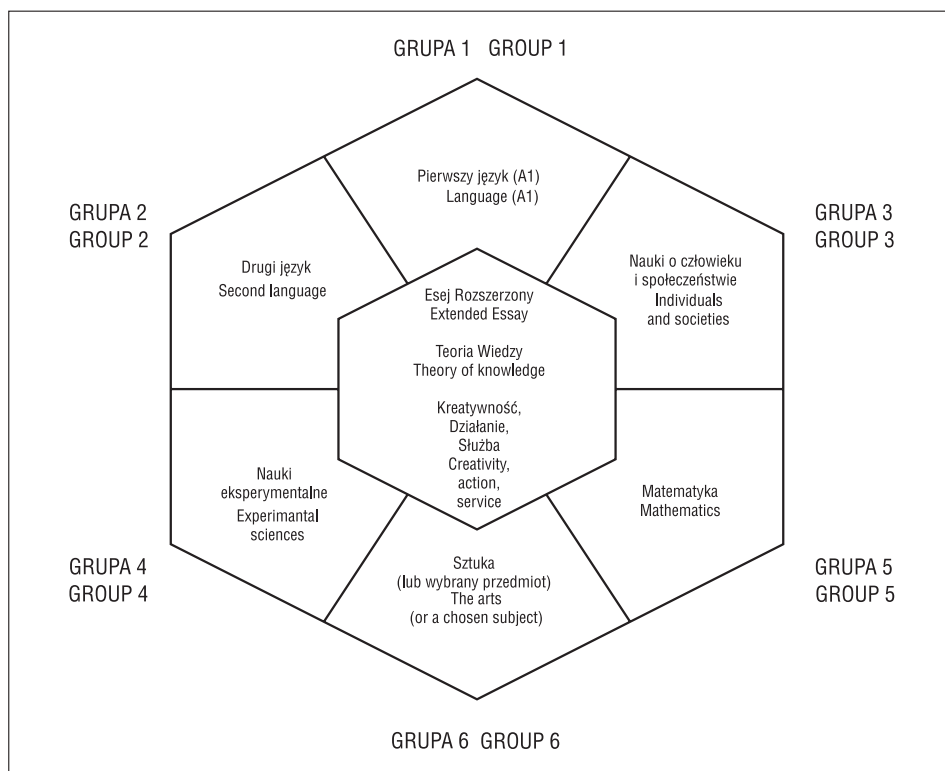 GRUPA 1 GROUP 1
Pierwszy język (A1)
Language (A1)
GRUPA 2
GROUP 2
GRUPA 3
GROUP 3
Drugi język
Second language
Nauki o człowieku
i społeczeństwie
Individuals
and societies
Esej Rozszerzony
Extended Essay
Teoria Wiedzy
Theory of knowledge
Kreatywność,
Działanie,
Służba
Creativity,
action,
service
Nauki
eksperymentalne
Experimantal
sciences
Matematyka
Mathematics
GRUPA 4
GROUP 4
Sztuka
(lub wybrany przedmiot)
The arts
(or a chosen subject)
GRUPA 5
GROUP 5
GRUPA 6 GROUP 6